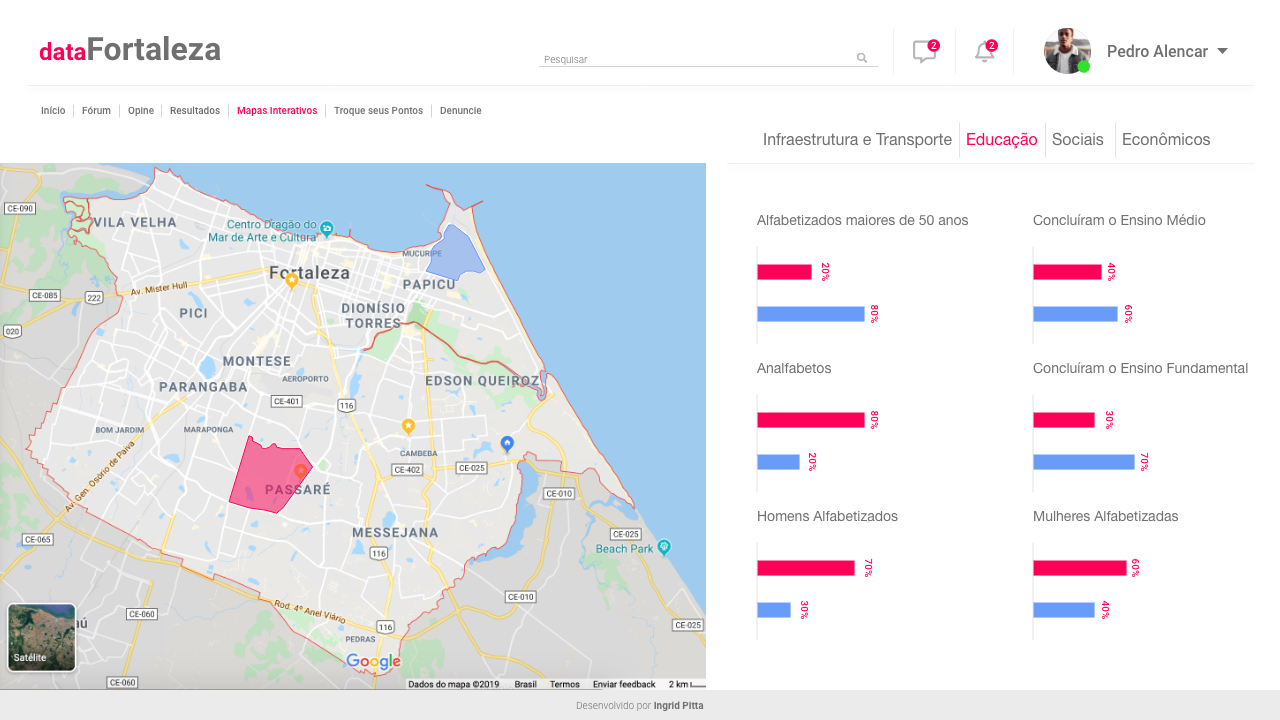 dataFortaleza
Pesquisar
2
2
Pedro Alencar
Início
Fórum
Opine
Resultados
Mapas Interativos
Troque seus Pontos
Denuncie
Infraestrutura e Transporte
Educação
Sociais
Econômicos
CE-090
VILA VELHA
Centro Dragão do
Mar de Arte e Cultura
MUCURIPE
Fortaleza
PAPICU
CE-085
222
Av. Mister Hull
PICI
DIONÍSIO
TORRES
020
MONTESE
PARANGABA
AEROPORTO
EDSON QUEIROZ
CE-401
116
BOM JARDIM
MARAPONGA
Av. Gen. Osório de Paiva
CAMBEBA
CE-402
CE-025
PASSARÉ
CE-010
CE-065
MESSEJANA
CE-025
116
Beach Park
CE-010
Rod. 4º Anel Viário
CE-060
116
CE-025
aú
PEDRAS
Satélite
Google
CE-060
Dados do mapa ©2019
Brasil
Termos
Enviar feedback
2 km
Alfabetizados maiores de 50 anos
20%
80%
Concluíram o Ensino Médio
40%
60%
Analfabetos
80%
20%
Concluíram o Ensino Fundamental
30%
70%
Homens Alfabetizados
70%
30%
Mulheres Alfabetizadas
60%
40%
Desenvolvido por Ingrid Pitta